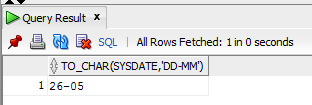 Query Result x
SQL | All Rows Fetched: 1 in 0 seconds
TO_CHAR(SYSDATE,'DD-MM')
1 26-05